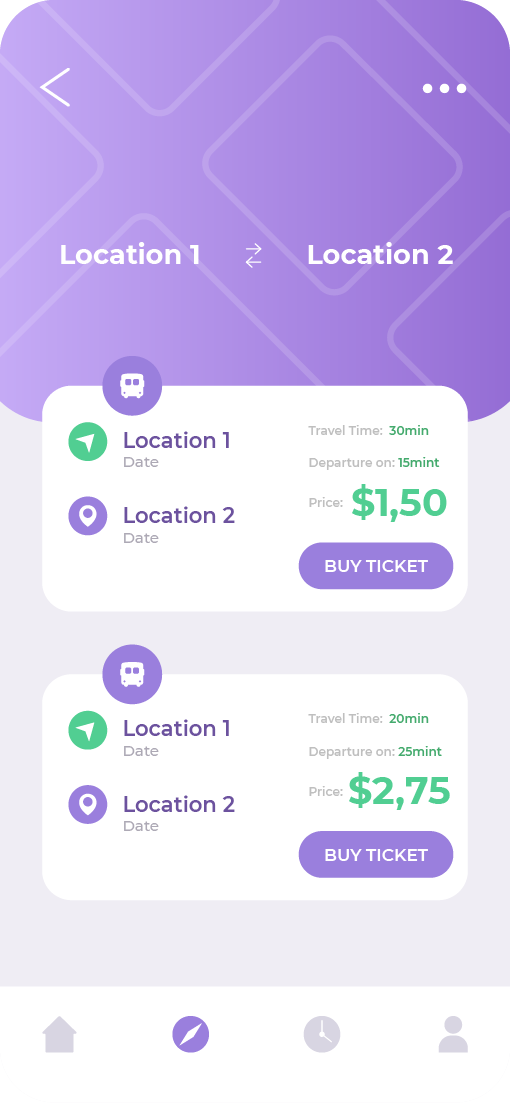 Location 1 Location 2
Location 1
Date
Location 2
Date
Travel Time: 30min
Departure on: 15mint
Price: $1,50
BUY TICKET
Location 1
Date
Location 2
Date
Travel Time: 20min
Departure on: 25mint
Price: $2,75
BUY TICKET